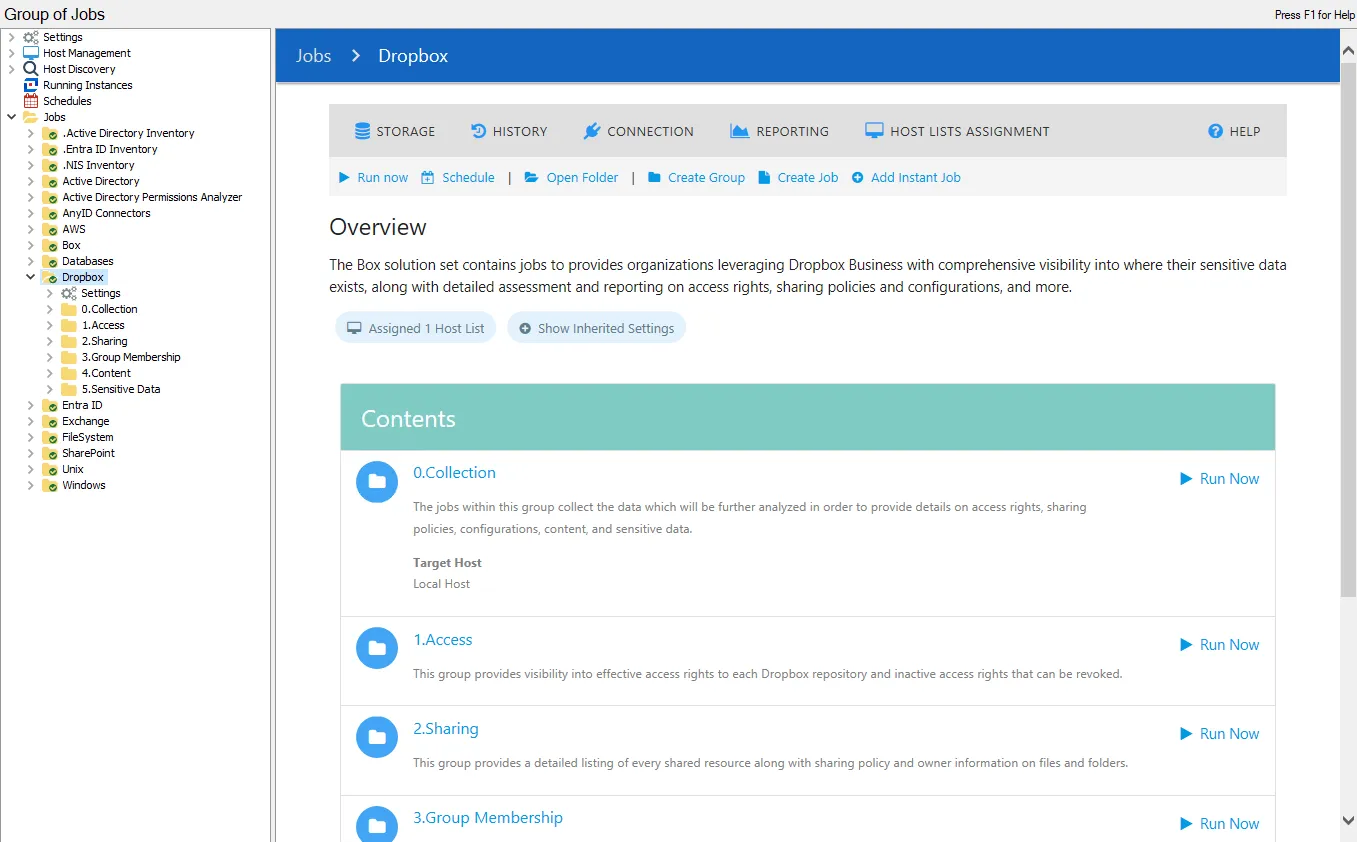 Group of Jobs
Press F1 for Help
Settings
Host Management
Host Discovery
Running Instances
Schedules
Jobs
.Active Directory Inventory
.Entra ID Inventory
.NIS Inventory
Active Directory
Active Directory Permissions Analyzer
AnyID Connectors
AWS
Box
Databases
Dropbox
Settings
0.Collection
1.Access
2.Sharing
3.Group Membership
4.Content
5.Sensitive Data
Entra ID
Exchange
FileSystem
SharePoint
Unix
Windows
Jobs > Dropbox
STORAGE HISTORY CONNECTION REPORTING HOST LISTS ASSIGNMENT HELP
Run now Schedule | Open Folder | Create Group Create Job Add Instant Job
Overview
The Box solution set contains jobs to provides organizations leveraging Dropbox Business with comprehensive visibility into where their sensitive data
exists, along with detailed assessment and reporting on access rights, sharing policies and configurations, and more.
Assigned 1 Host List Show Inherited Settings
Contents
0.Collection
Run Now
The jobs within this group collect the data which will be further analyzed in order to provide details on access rights, sharing
policies, configurations, content, and sensitive data.
Target Host
Local Host
1.Access
Run Now
This group provides visibility into effective access rights to each Dropbox repository and inactive access rights that can be revoked.
2.Sharing
Run Now
This group provides a detailed listing of every shared resource along with sharing policy and owner information on files and folders.
3.Group Membership
Run Now